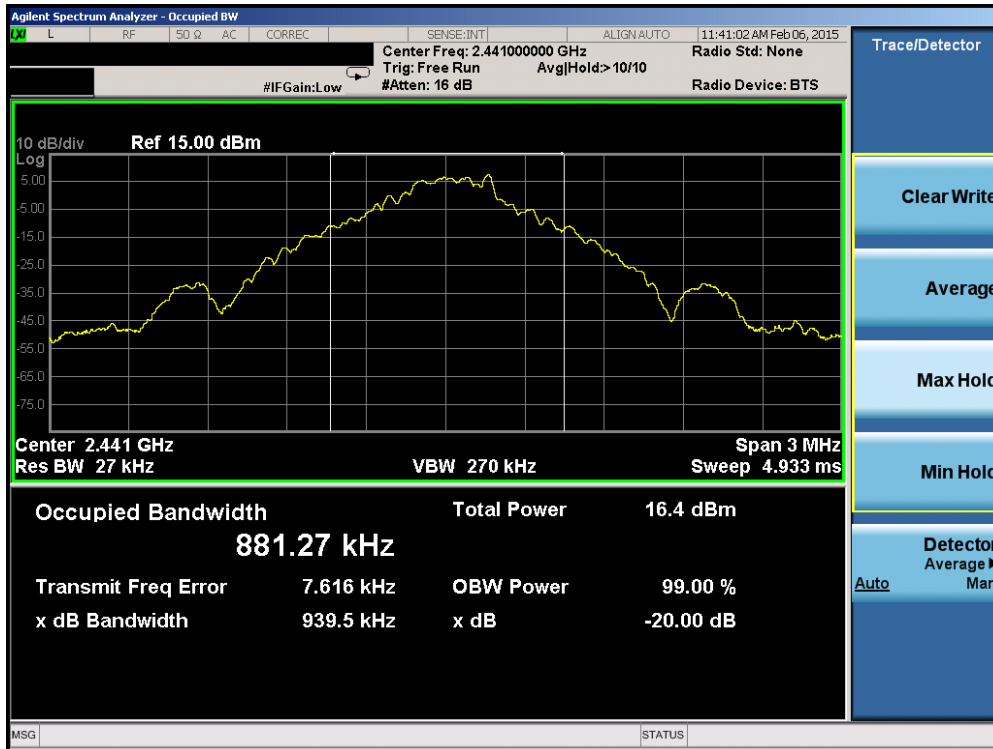 Agilent Spectrum Analyzer - Occupied BW
LXI L RF 50 Ω AC CORREC SENSE:INT ALIGN AUTO 11:41:02 AM Feb 06, 2015
Center Freq: 2.441000000 GHz Radio Std: None
Trig: Free Run Avg|Hold:>10/10
#IFGain:Low #Atten: 16 dB Radio Device: BTS
10 dB/div Ref 15.00 dBm
Log
5.00
-5.00
-15.0
-25.0
-35.0
-45.0
-55.0
-65.0
-75.0
Center 2.441 GHz Span 3 MHz
Res BW 27 kHz VBW 270 kHz Sweep 4.933 ms
Occupied Bandwidth Total Power 16.4 dBm
881.27 kHz
Transmit Freq Error 7.616 kHz OBW Power 99.00 %
x dB Bandwidth 939.5 kHz x dB -20.00 dB
MSG STATUS
Trace/Detector
Clear Write
Average
Max Hold
Min Hold
Detector
Average
Auto Man